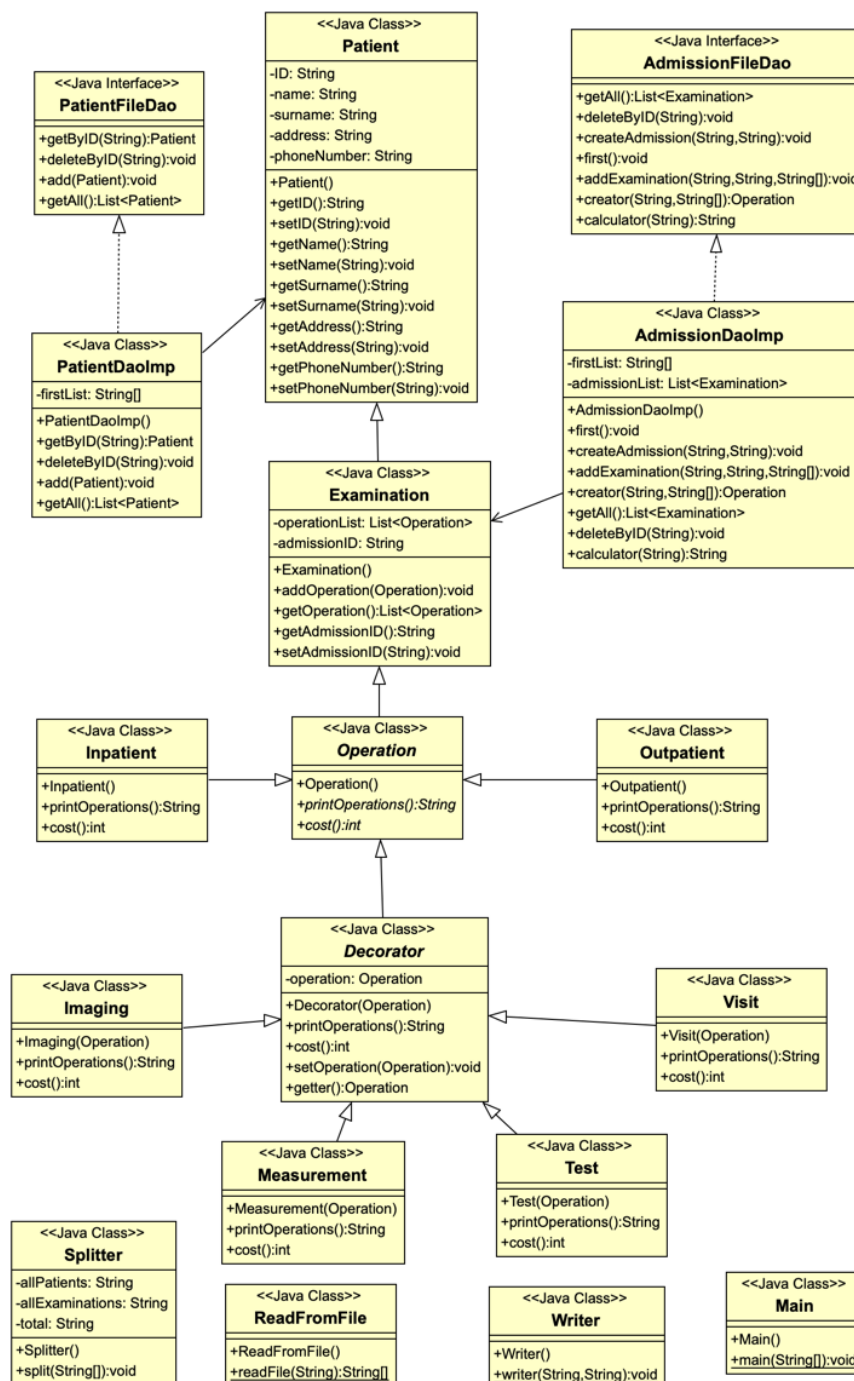 <<Java Class>>
Patient
-ID: String
-name: String
-surname: String
-address: String
-phoneNumber: String
+Patient()
+getID():String
+setID(String):void
+getName():String
+setName(String):void
+getSurname():String
+setSurname(String):void
+getAddress():String
+setAddress(String):void
+getPhoneNumber():String
+setPhoneNumber(String):void
<<Java Interface>>
AdmissionFileDao
+getAll():List<Examination>
+deleteByID(String):void
+createAdmission(String,String):void
+first():void
+addExamination(String,String,String[]):void
+creator(String,String[]):Operation
+calculator(String):String
<<Java Interface>>
PatientFileDao
+getByID(String):Patient
+deleteByID(String):void
+add(Patient):void
+getAll():List<Patient>
<<Java Class>>
PatientDaoImp
-firstList: String[]
+PatientDaoImp()
+getByID(String):Patient
+deleteByID(String):void
+add(Patient):void
+getAll():List<Patient>
<<Java Class>>
AdmissionDaoImp
-firstList: String[]
-admissionList: List<Examination>
+AdmissionDaoImp()
+first():void
+createAdmission(String,String):void
+addExamination(String,String,String[]):void
+creator(String,String[]):Operation
+getAll():List<Examination>
+deleteByID(String):void
+calculator(String):String
<<Java Class>>
Examination
-operationList: List<Operation>
-admissionID: String
+Examination()
+addOperation(Operation):void
+getOperation():List<Operation>
+getAdmissionID():String
+setAdmissionID(String):void
<<Java Class>>
Inpatient
+Inpatient()
+printOperations():String
+cost():int
<<Java Class>>
Operation
+Operation()
+printOperations():String
+cost():int
<<Java Class>>
Outpatient
+Outpatient()
+printOperations():String
+cost():int
<<Java Class>>
Decorator
-operation: Operation
+Decorator(Operation)
+printOperations():String
+cost():int
+setOperation(Operation):void
+getter():Operation
<<Java Class>>
Imaging
+Imaging(Operation)
+printOperations():String
+cost():int
<<Java Class>>
Visit
+Visit(Operation)
+printOperations():String
+cost():int
<<Java Class>>
Measurement
+Measurement(Operation)
+printOperations():String
+cost():int
<<Java Class>>
Test
+Test(Operation)
+printOperations():String
+cost():int
<<Java Class>>
Splitter
-allPatients: String
-allExaminations: String
-total: String
+Splitter()
+split(String[]):void
<<Java Class>>
ReadFromFile
+ReadFromFile()
+readFile(String):String[]
<<Java Class>>
Writer
+Writer()
+writer(String,String):void
<<Java Class>>
Main
+Main()
+main(String[]):void